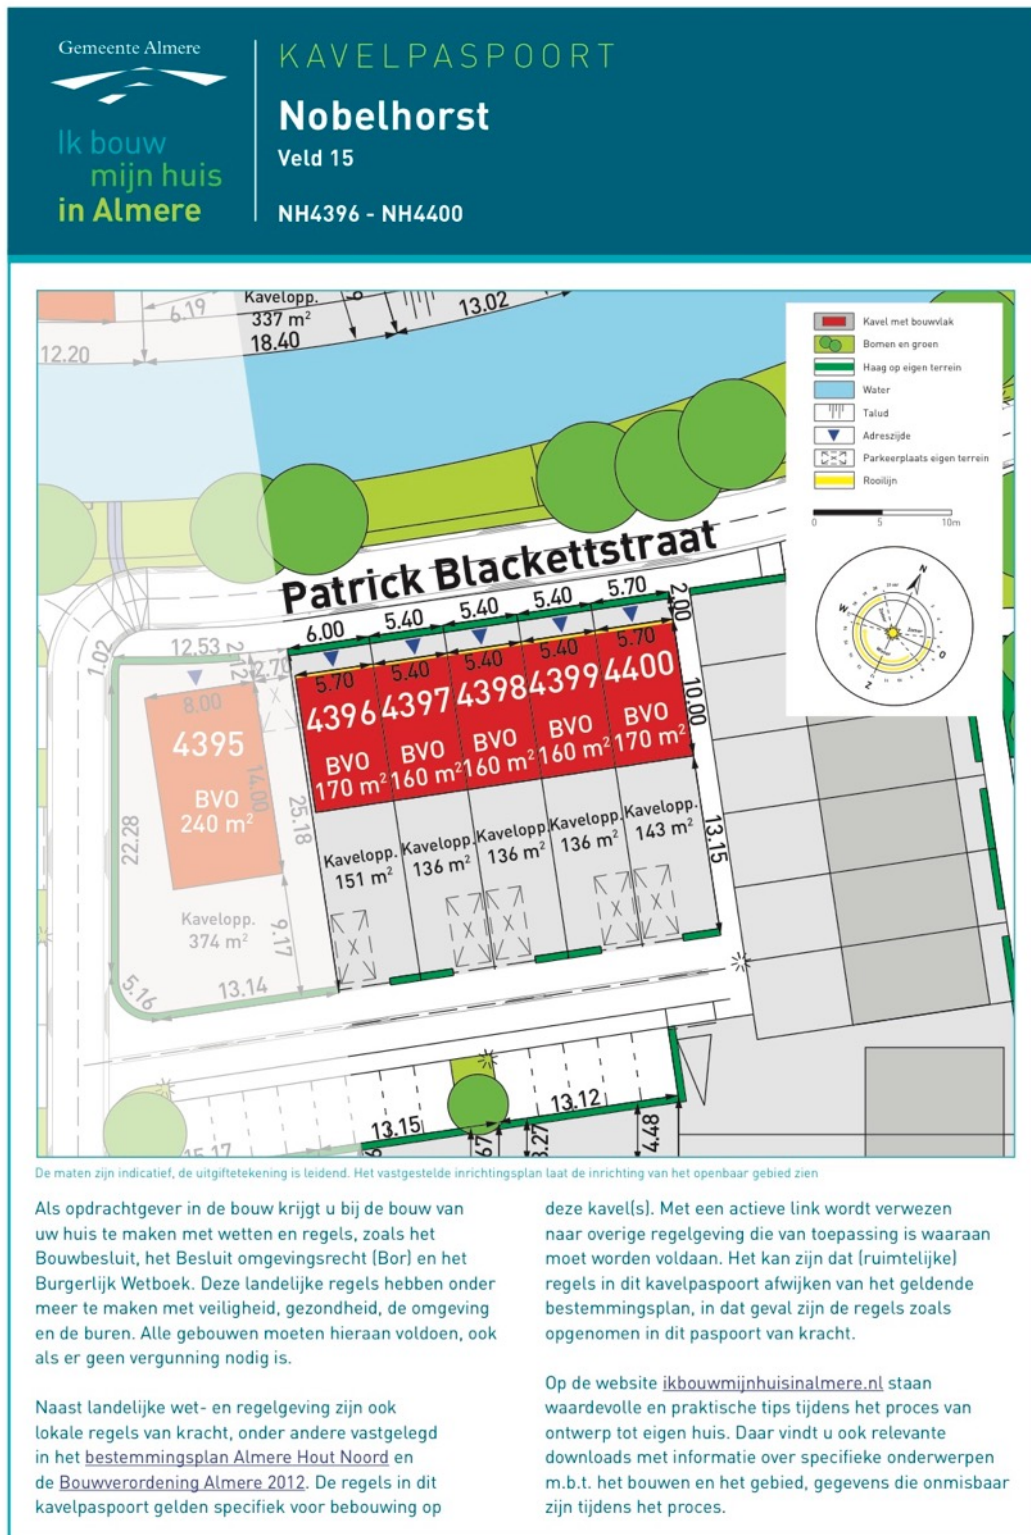 Gemeente Almere
Ik bouw
mijn huis
in Almere
KAVELPASPOORT
Nobelhorst
Veld 15
NH4396 - NH4400
6.19
12.20
Kavelopp.
337 m²
18.40
13.02
Kavel met bouwvlak
Bomen en groen
Haag op eigen terrein
Water
Talud
Adreszijde
Parkeerplaats eigen terrein
Rooilijn
0 5 10m
N
W
O
Z
Patrick Blackettstraat
6.00 5.40 5.40 5.40 5.70 2.00
1.02 12.53 2.12 2.70
8.00 5.70 5.40 5.40 5.40 5.70
4395 4396 4397 4398 4399 4400
10.00
BVO
240 m²
14.00
BVO
170 m²
BVO
160 m²
BVO
160 m²
BVO
160 m²
BVO
170 m²
22.28
25.18
13.15
Kavelopp.
151 m²
Kavelopp.
136 m²
Kavelopp.
136 m²
Kavelopp.
136 m²
Kavelopp.
143 m²
Kavelopp.
374 m²
9.17
5.16
13.14
13.15
13.12
15.17
4.48
De maten zijn indicatief, de uitgiftetekening is leidend. Het vastgestelde inrichtingsplan laat de inrichting van het openbaar gebied zien
Als opdrachtgever in de bouw krijgt u bij de bouw van
uw huis te maken met wetten en regels, zoals het
Bouwbesluit, het Besluit omgevingsrecht (Bor) en het
Burgerlijk Wetboek. Deze landelijke regels hebben onder
meer te maken met veiligheid, gezondheid, de omgeving
en de buren. Alle gebouwen moeten hieraan voldoen, ook
als er geen vergunning nodig is.
Naast landelijke wet- en regelgeving zijn ook
lokale regels van kracht, onder andere vastgelegd
in het bestemmingsplan Almere Hout Noord en
de Bouwverordening Almere 2012. De regels in dit
kavelpaspoort gelden specifiek voor bebouwing op
deze kavel(s). Met een actieve link wordt verwezen
naar overige regelgeving die van toepassing is waaraan
moet worden voldaan. Het kan zijn dat (ruimtelijke)
regels in dit kavelpaspoort afwijken van het geldende
bestemmingsplan, in dat geval zijn de regels zoals
opgenomen in dit paspoort van kracht.
Op de website ikbouwmijnhuisinalmere.nl staan
waardevolle en praktische tips tijdens het proces van
ontwerp tot eigen huis. Daar vindt u ook relevante
downloads met informatie over specifieke onderwerpen
m.b.t. het bouwen en het gebied, gegevens die onmisbaar
zijn tijdens het proces.